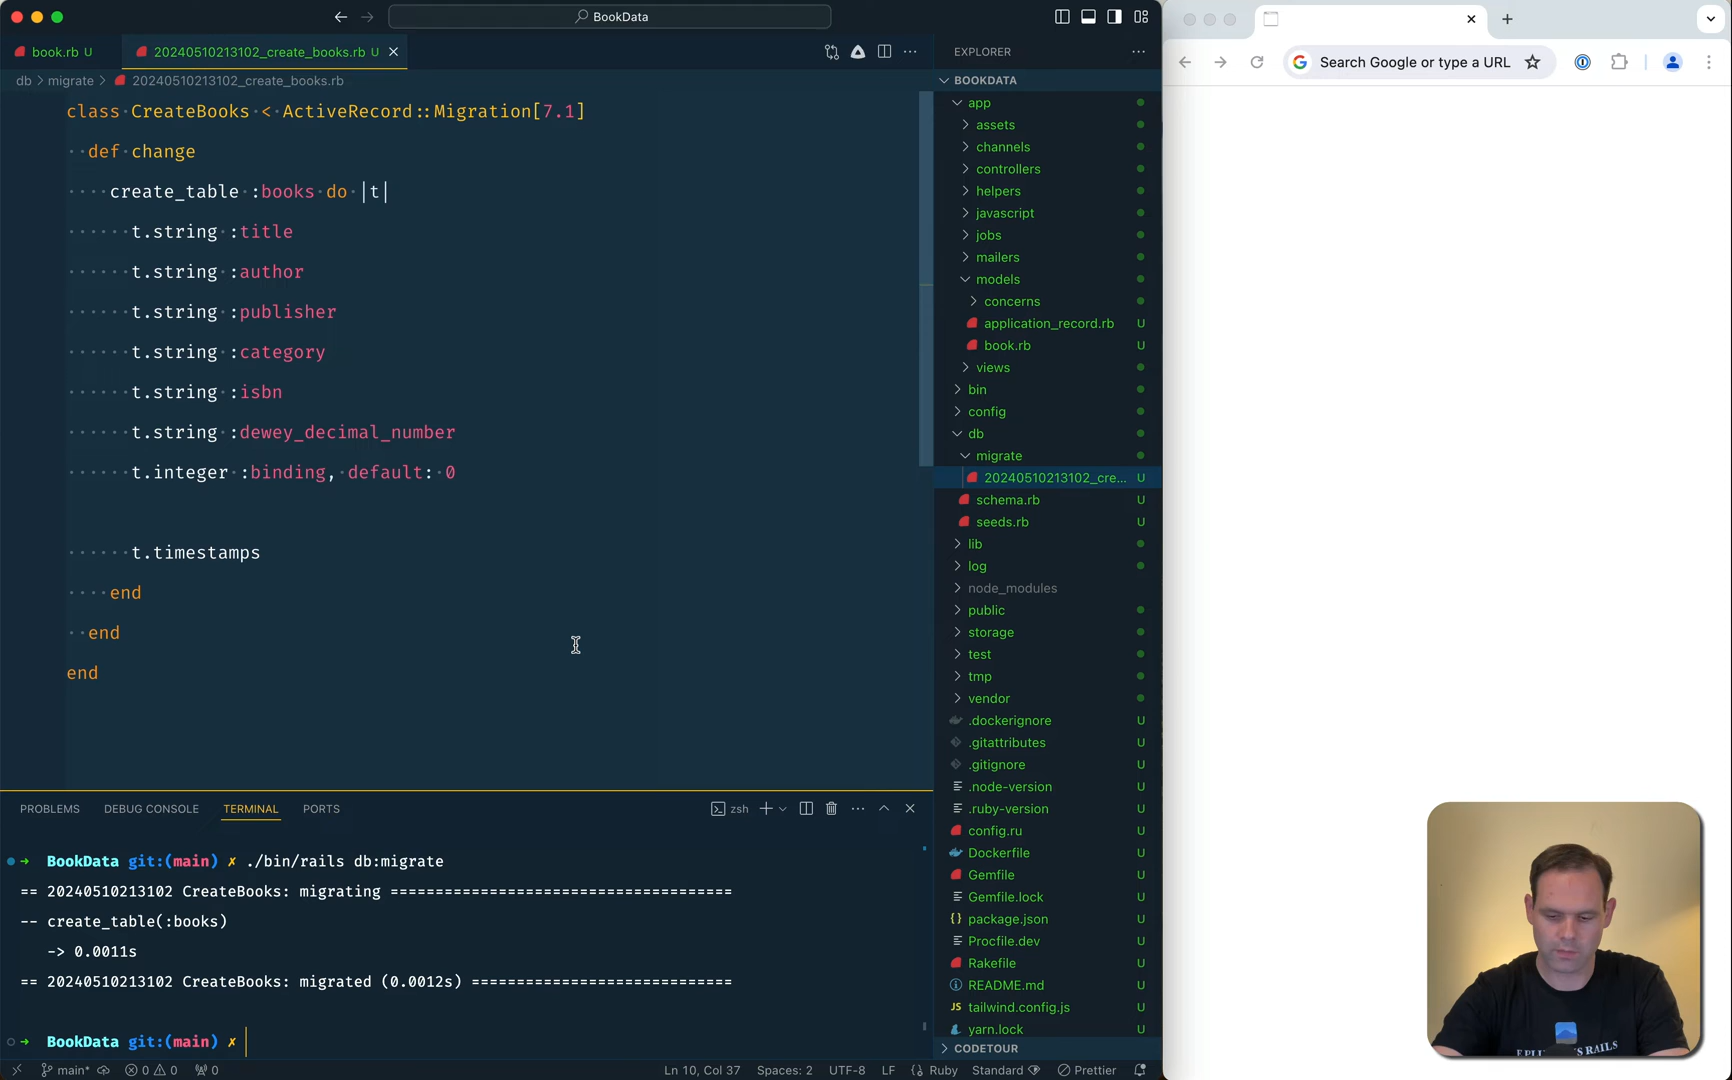 BookData
book.rb U
20240510213102_create_books.rb U
db > migrate > 20240510213102_create_books.rb
class CreateBooks < ActiveRecord::Migration[7.1]
def change
create_table :books do |t|
t.string :title
t.string :author
t.string :publisher
t.string :category
t.string :isbn
t.string :dewey_decimal_number
t.integer :binding, default: 0
t.timestamps
end
end
end
PROBLEMS
DEBUG CONSOLE
TERMINAL
PORTS
zsh
BookData git:(main) ✗ ./bin/rails db:migrate
== 20240510213102 CreateBooks: migrating ======================================
-- create_table(:books)
-> 0.0011s
== 20240510213102 CreateBooks: migrated (0.0012s) =============================
BookData git:(main) ✗
main*
0
0
0
Ln 10, Col 37
Spaces: 2
UTF-8
LF
Ruby
Standard
Prettier
EXPLORER
BOOKDATA
app
assets
channels
controllers
helpers
javascript
jobs
mailers
models
concerns
application_record.rb U
book.rb U
views
bin
config
db
migrate
20240510213102_cre... U
schema.rb U
seeds.rb U
lib
log
node_modules
public
storage
test
tmp
vendor
.dockerignore U
.gitattributes U
.gitignore U
.node-version U
.ruby-version U
config.ru U
Dockerfile U
Gemfile U
Gemfile.lock U
package.json U
Procfile.dev U
Rakefile U
README.md U
JS tailwind.config.js U
yarn.lock U
CODETOUR
Search Google or type a URL